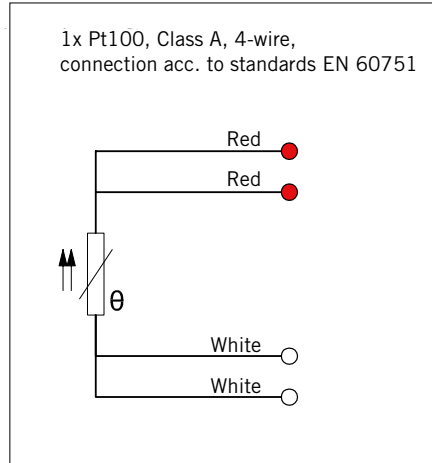 1x Pt100, Class A, 4-wire,
connection acc. to standards EN 60751
Red
Red
θ
White
White